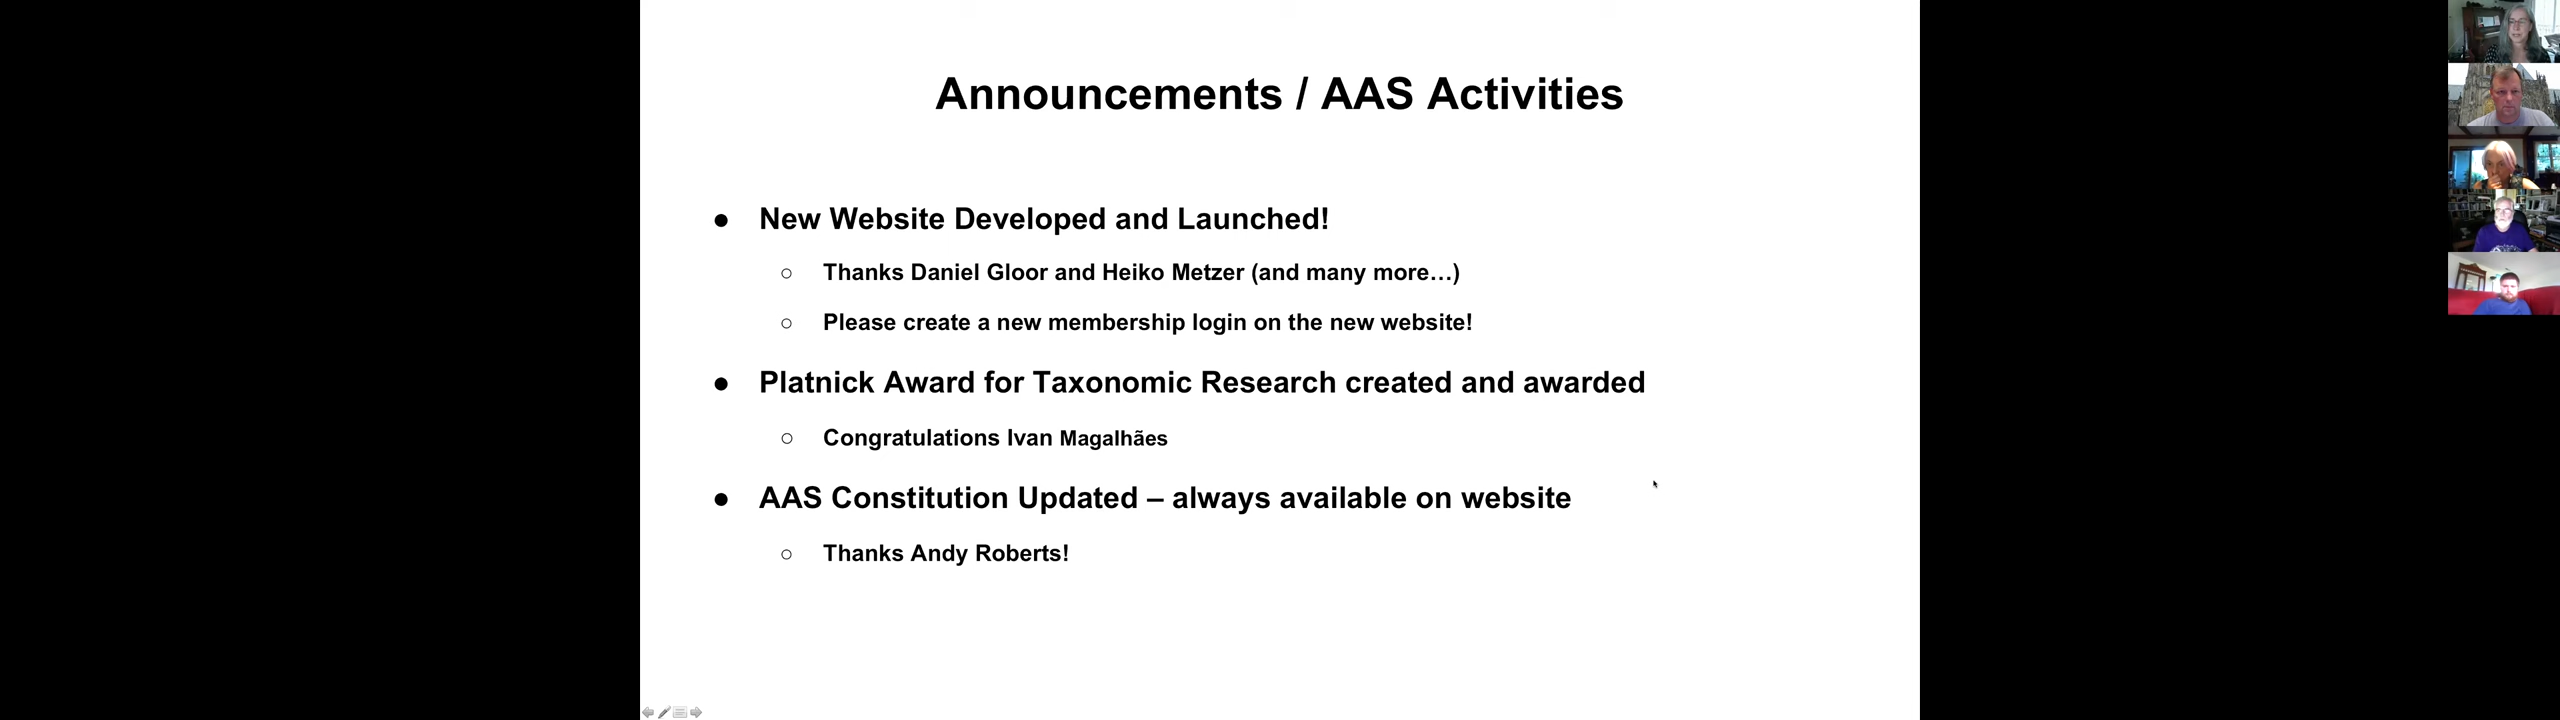 Announcements / AAS Activities
● New Website Developed and Launched!
○ Thanks Daniel Gloor and Heiko Metzer (and many more…)
○ Please create a new membership login on the new website!
● Platnick Award for Taxonomic Research created and awarded
○ Congratulations Ivan Magalhães
● AAS Constitution Updated – always available on website
○ Thanks Andy Roberts!